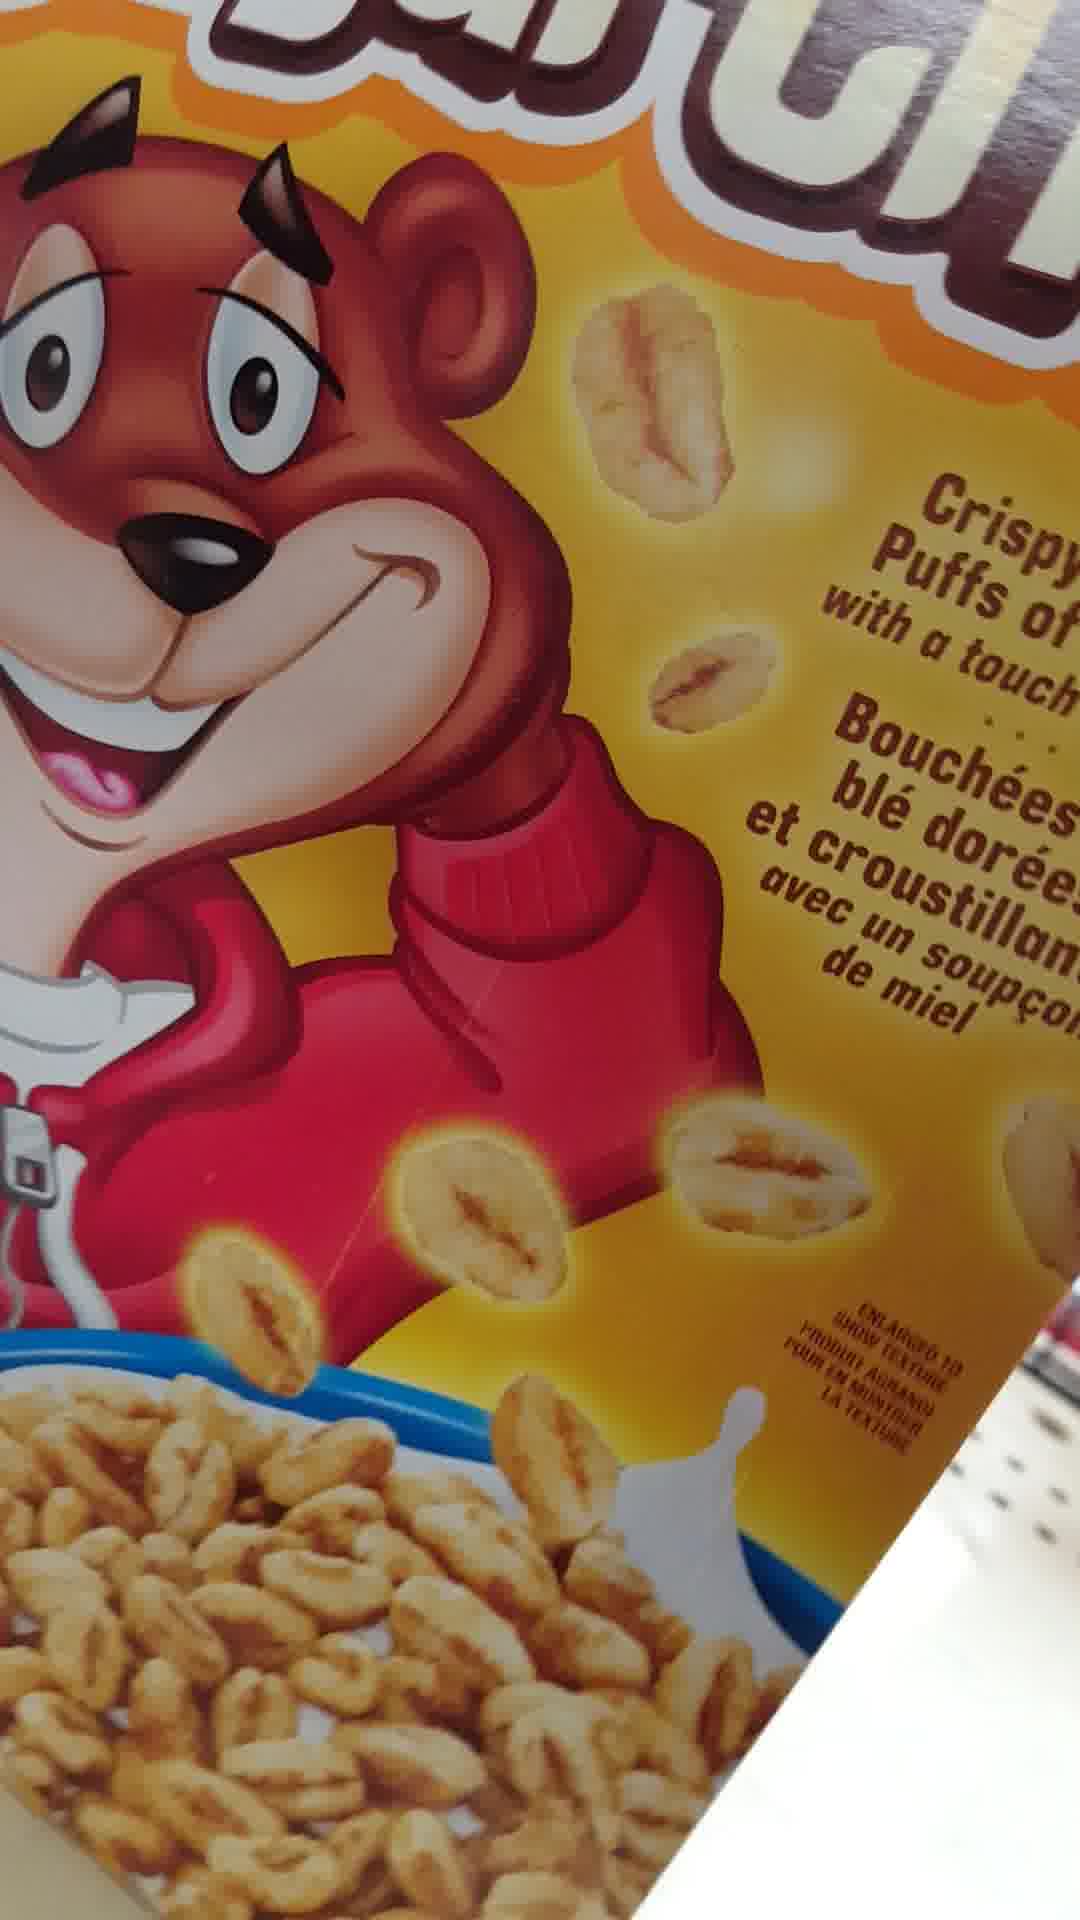 Crispy
Puffs of
with a touch
Bouchées
blé dorées
et croustillan
avec un soupço
de miel
ENLARGED TO
SHOW TEXTURE
PRODUIT AGRANDI
POUR EN MONTRER
LA TEXTURE